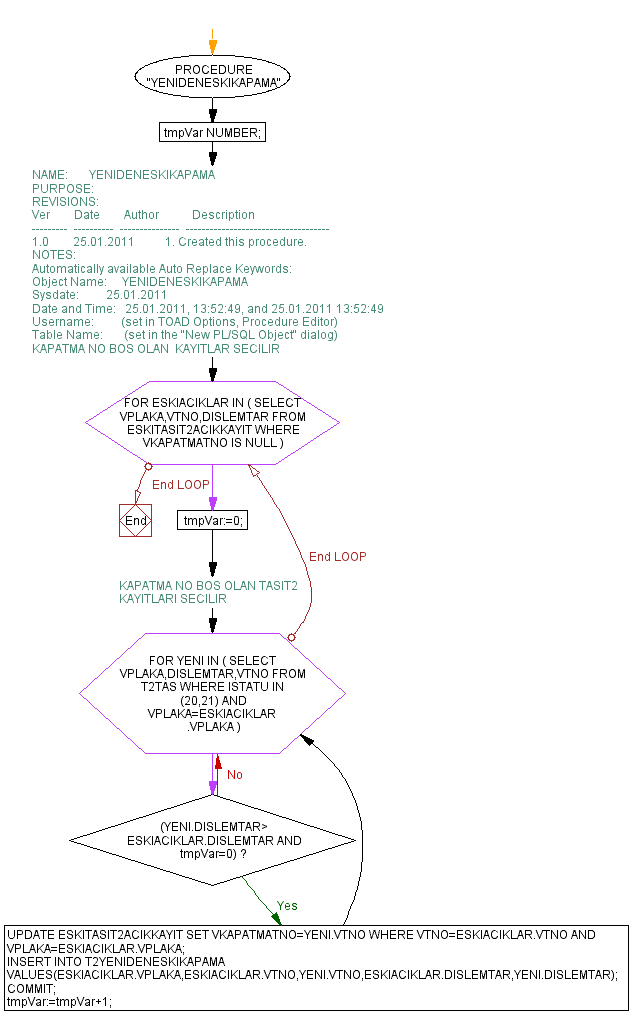 PROCEDURE
"YENIDENESKIKAPAMA"
tmpVar NUMBER;
NAME: YENIDENESKIKAPAMA
PURPOSE:
REVISIONS:
Ver Date Author Description
--------- ---------- --------------- ------------------------------------
1.0 25.01.2011 1. Created this procedure.
NOTES:
Automatically available Auto Replace Keywords:
Object Name: YENIDENESKIKAPAMA
Sysdate: 25.01.2011
Date and Time: 25.01.2011, 13:52:49, and 25.01.2011 13:52:49
Username: (set in TOAD Options, Procedure Editor)
Table Name: (set in the "New PL/SQL Object" dialog)
KAPATMA NO BOS OLAN KAYITLAR SECILIR
FOR ESKIACIKLAR IN ( SELECT
VPLAKA,VTNO,DISLEMTAR FROM
ESKITASIT2ACIKKAYIT WHERE
VKAPATMATNO IS NULL )
End LOOP
End
tmpVar:=0;
End LOOP
KAPATMA NO BOS OLAN TASIT2
KAYITLARI SECILIR
FOR YENI IN ( SELECT
VPLAKA,DISLEMTAR,VTNO FROM
T2TAS WHERE ISTATU IN
(20,21) AND
VPLAKA=ESKIACIKLAR
.VPLAKA )
No
(YENI.DISLEMTAR>
ESKIACIKLAR.DISLEMTAR AND
tmpVar=0) ?
Yes
UPDATE ESKITASIT2ACIKKAYIT SET VKAPATMATNO=YENI.VTNO WHERE VTNO=ESKIACIKLAR.VTNO AND
VPLAKA=ESKIACIKLAR.VPLAKA;
INSERT INTO T2YENIDENESKIKAPAMA
VALUES(ESKIACIKLAR.VPLAKA,ESKIACIKLAR.VTNO,YENI.VTNO,ESKIACIKLAR.DISLEMTAR,YENI.DISLEMTAR);
COMMIT;
tmpVar:=tmpVar+1;